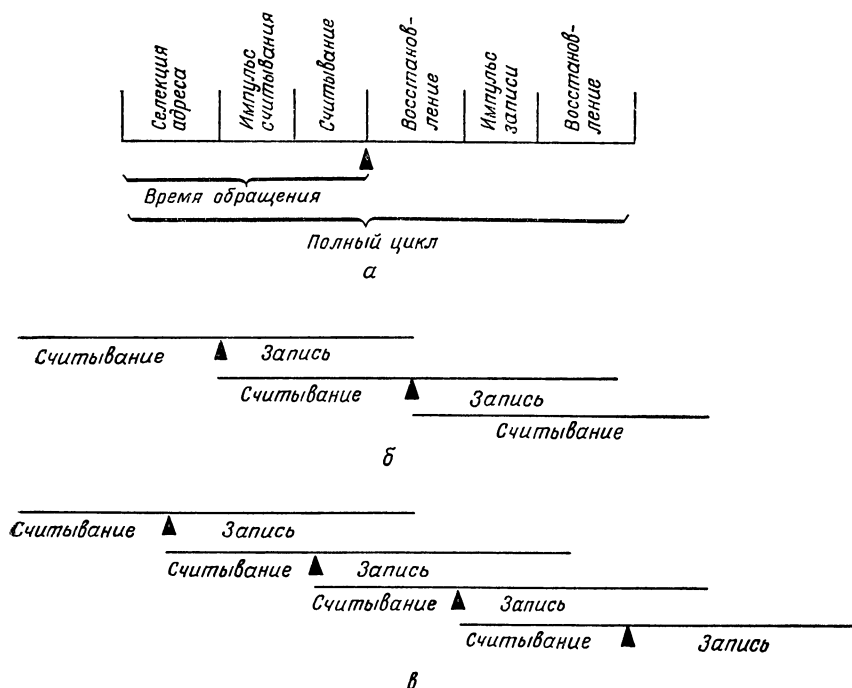 Селекция
адреса
Импульс
считывания
Считывание
Восстанов-
ление
Импульс
записи
Восстанов-
ление
Время обращения
Полный цикл
а
Считывание Запись
Считывание Запись
Считывание
б
Считывание Запись
Считывание Запись
Считывание Запись
Считывание Запись
в